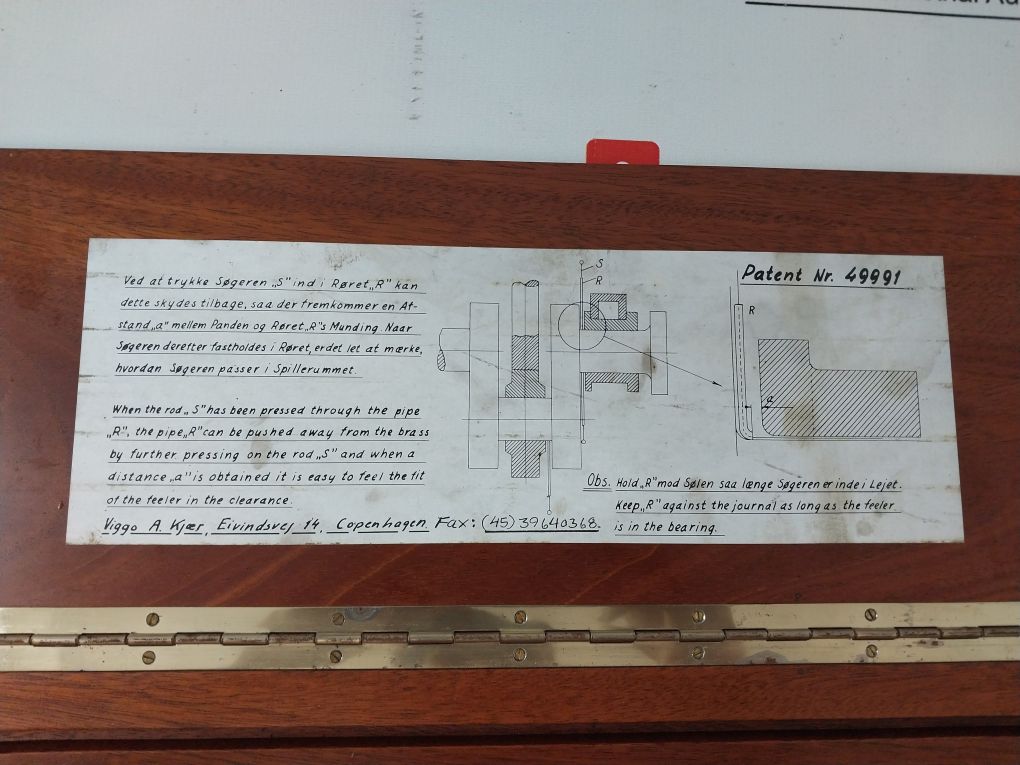 Ved at trykke Søgeren „S" ind i Røret „R" kan
dette skydes tilbage, saa der fremkommer en Af-
stand „a" mellem Panden og Røret „R"s Munding. Naar
Søgeren derefter fastholdes i Røret, er det let at mærke,
hvordan Søgeren passer i Spillerummet.
When the rod „S" has been pressed through the pipe
„R", the pipe „R" can be pushed away from the brass
by further pressing on the rod „S" and when a
distance „a" is obtained it is easy to feel the fit
of the feeler in the clearance.
Viggo A. Kjær, Eivindsvej 14, Copenhagen. Fax: (45) 39640368.
S
R
Patent Nr. 49991
R
a
Obs. Hold „R" mod Sølen saa længe Søgeren er inde i Lejet.
Keep „R" against the journal as long as the feeler
is in the bearing.